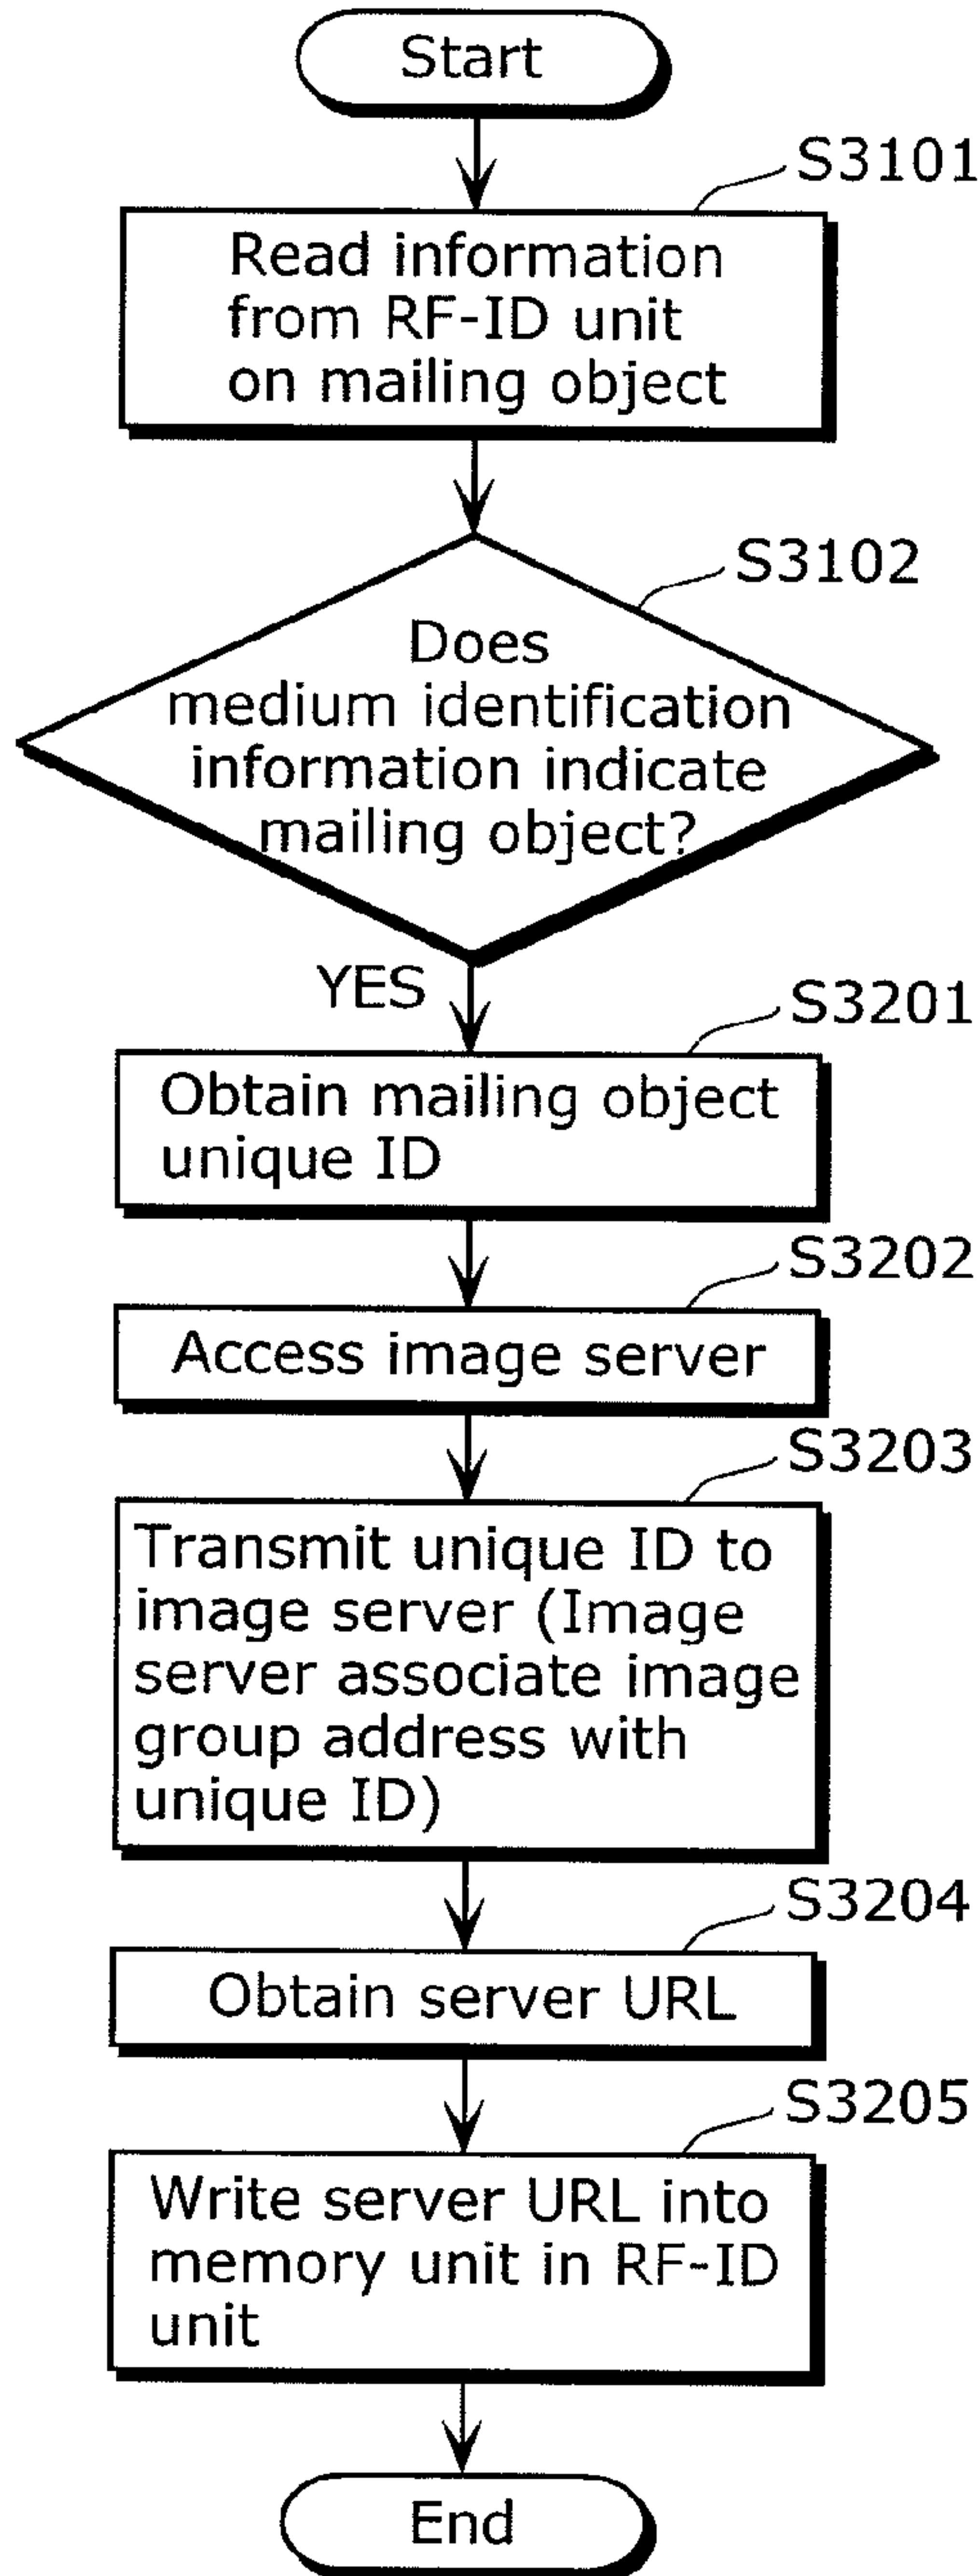 Start
S3101
Read information
from RF-ID unit
on mailing object
S3102
Does
medium identification
information indicate
mailing object?
YES
S3201
Obtain mailing object
unique ID
S3202
Access image server
S3203
Transmit unique ID to
image server (Image
server associate image
group address with
unique ID)
S3204
Obtain server URL
S3205
Write server URL into
memory unit in RF-ID
unit
End